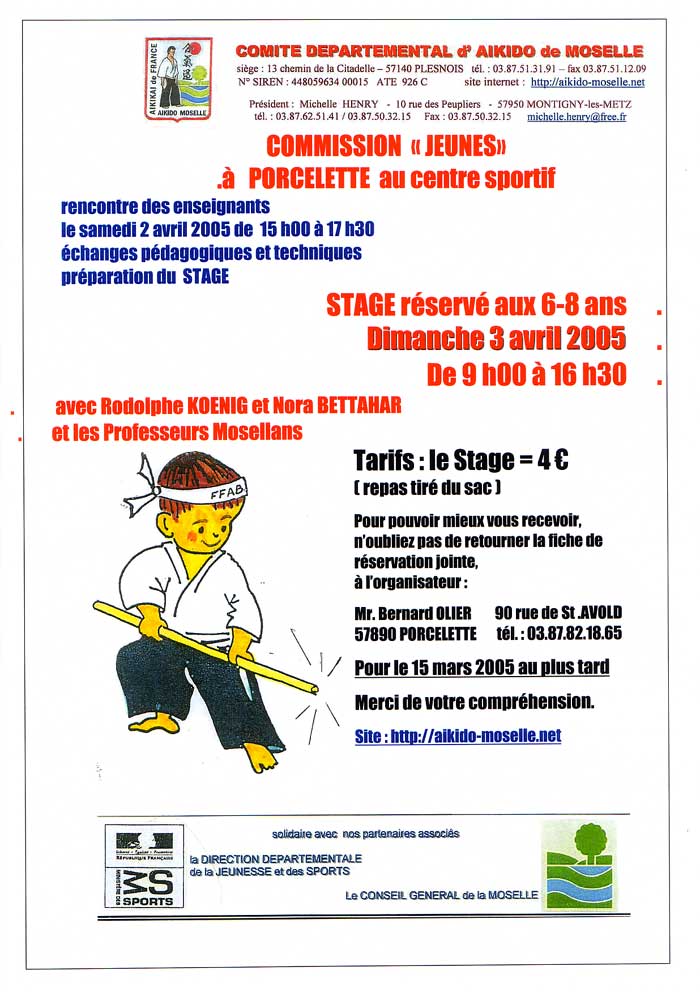 COMITE DEPARTEMENTAL d' AIKIDO de MOSELLE
siège : 13 chemin de la Citadelle – 57140 PLESNOIS tél. : 03.87.51.31.91 – fax 03.87.51.12.09
N° SIREN : 448059634 00015 ATE 926 C site internet : http://aikido-moselle.net
Président : Michelle HENRY - 10 rue des Peupliers - 57950 MONTIGNY-les-METZ
tél. : 03.87.62.51.41 / 03.87.50.32.15 Fax : 03.87.50.32.15 michelle.henry@free.fr
AIKIKAI de FRANCE
AIKIDO MOSELLE
COMMISSION « JEUNES»
.à PORCELETTE au centre sportif
rencontre des enseignants
le samedi 2 avril 2005 de 15 h00 à 17 h30
échanges pédagogiques et techniques
préparation du STAGE
STAGE réservé aux 6-8 ans .
Dimanche 3 avril 2005 .
De 9 h00 à 16 h30 .
. avec Rodolphe KOENIG et Nora BETTAHAR
. et les Professeurs Mosellans
FFAB
Tarifs : le Stage = 4 €
( repas tiré du sac )
Pour pouvoir mieux vous recevoir,
n'oubliez pas de retourner la fiche de
réservation jointe,
à l'organisateur :
Mr. Bernard OLIER 90 rue de St .AVOLD
57890 PORCELETTE tél. : 03.87.82.18.65
Pour le 15 mars 2005 au plus tard
Merci de votre compréhension.
Site : http://aikido-moselle.net
solidaire avec nos partenaires associés
Liberté • Égalité • Fraternité
RÉPUBLIQUE FRANÇAISE
MINISTÈRE DES
SPORTS
la DIRECTION DEPARTEMENTALE
de la JEUNESSE et des SPORTS
Le CONSEIL GENERAL de la MOSELLE